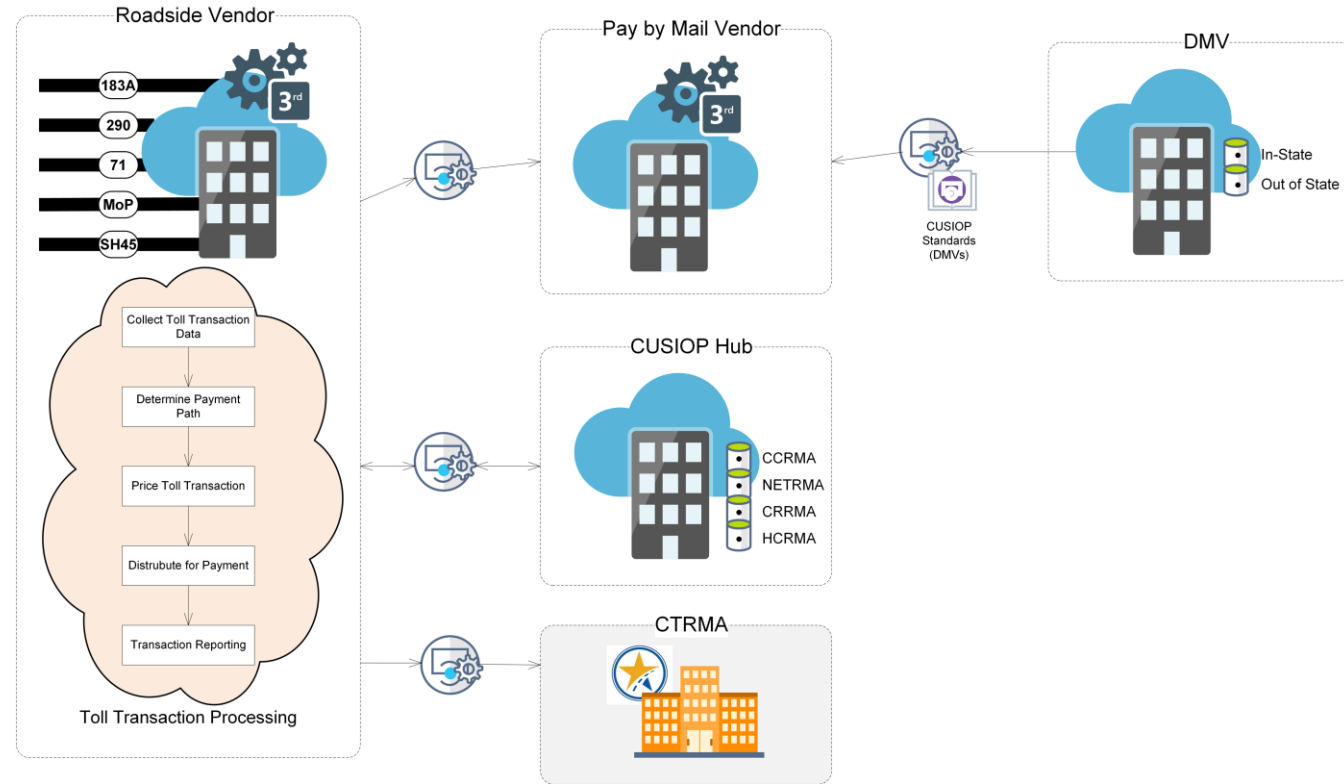 Roadside Vendor
183A
290
71
MoP
SH45
3rd
Collect Toll Transaction
Data
Determine Payment
Path
Price Toll Transaction
Distrubute for Payment
Transaction Reporting
Toll Transaction Processing
Pay by Mail Vendor
3rd
CUSIOP
Standards
(DMVs)
DMV
In-State
Out of State
CUSIOP Hub
CCRMA
NETRMA
CRRMA
HCRMA
CTRMA